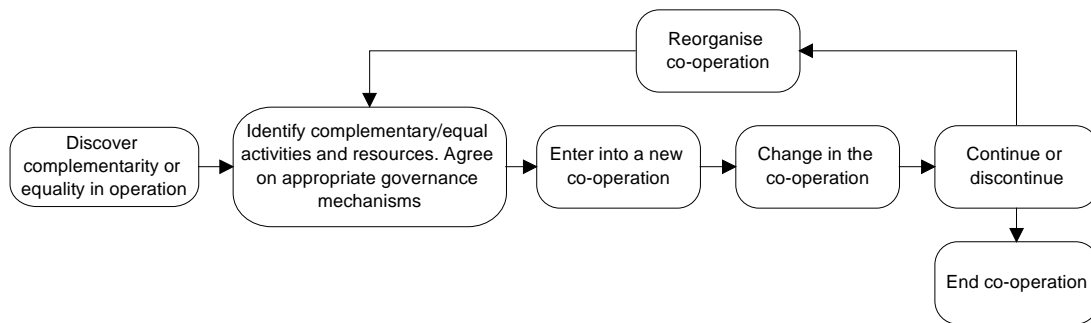 Reorganise
co-operation
Discover
complementarity or
equality in operation
Identify complementary/equal
activities and resources. Agree
on appropriate governance
mechanisms
Enter into a new
co-operation
Change in the
co-operation
Continue or
discontinue
End co-operation